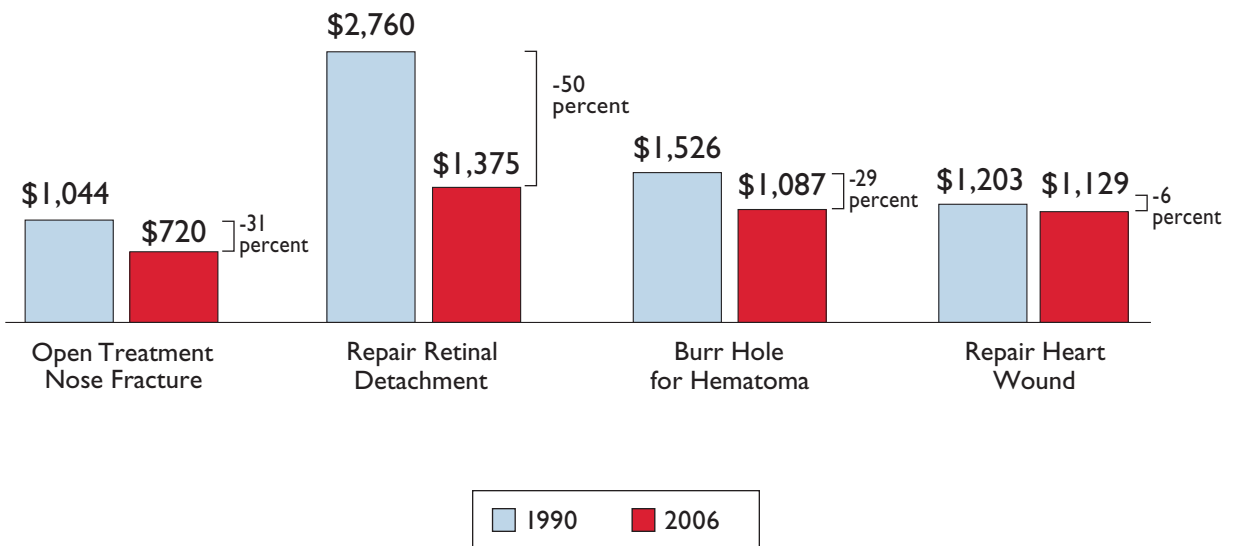 $2,760
-50
percent
$1,526
$1,375
$1,203 $1,129
$1,087
-29
percent
$1,044
-6
percent
$720
-31
percent
Open Treatment
Nose Fracture
Repair Retinal
Detachment
Burr Hole
for Hematoma
Repair Heart
Wound
1990 2006